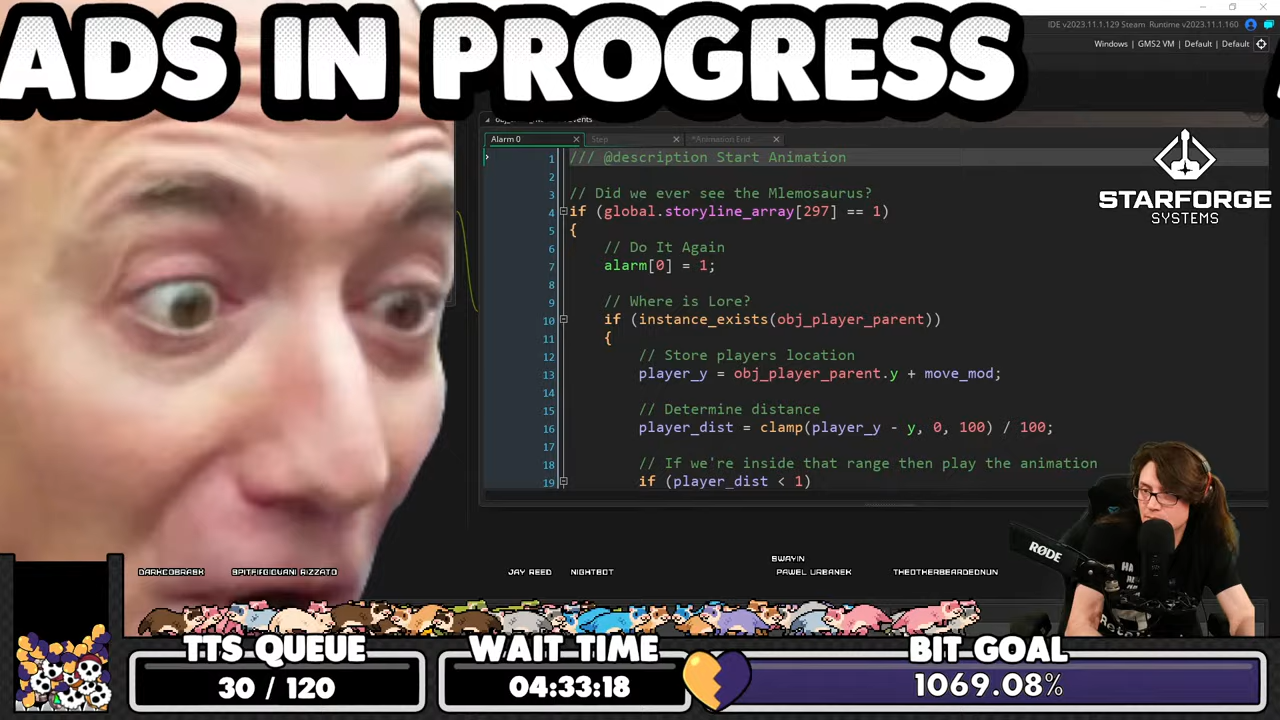 ADS IN PROGRESS
IDE v2023.11.1.129 Steam Runtime v2023.11.1.160
Windows | GMS2 VM | Default | Default
Alarm 0
Step
*Animation End
STARFORGE
SYSTEMS
1 /// @description Start Animation
2
3 // Did we ever see the Mlemosaurus?
4 if (global.storyline_array[297] == 1)
5 {
6 // Do It Again
7 alarm[0] = 1;
8
9 // Where is Lore?
10 if (instance_exists(obj_player_parent))
11 {
12 // Store players location
13 player_y = obj_player_parent.y + move_mod;
14
15 // Determine distance
16 player_dist = clamp(player_y - y, 0, 100) / 100;
17
18 // If we're inside that range then play the animation
19 if (player_dist < 1)
RØDE
BWAYIN
DARKCOBRA5K
JAY REED
NIGHTBOT
PAWEL URBANEK
THEOTHERBEARDEDNUN
TTS QUEUE
30 / 120
WAIT TIME
04:33:18
BIT GOAL
1069.08%